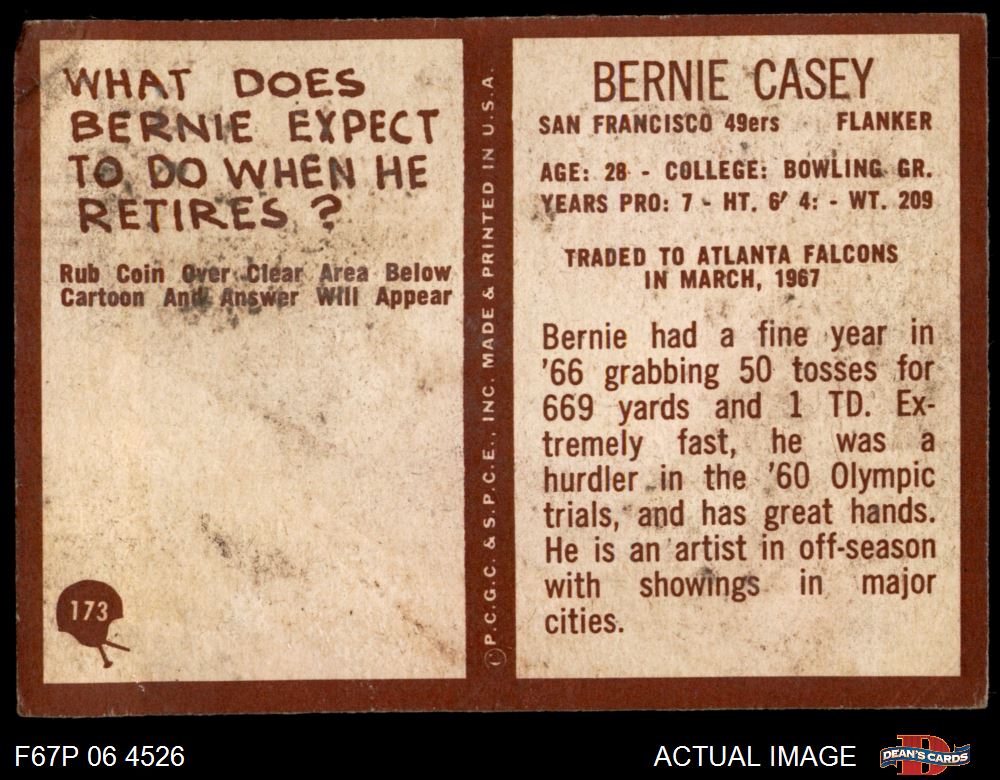 WHAT DOES
BERNIE EXPECT
TO DO WHEN HE
RETIRES ?
Rub Coin Over Clear Area Below
Cartoon And Answer Will Appear
173
© P.C.G.C. & S.P.C.E., INC. MADE & PRINTED IN U.S.A.
BERNIE CASEY
SAN FRANCISCO 49ers FLANKER
AGE: 28 - COLLEGE: BOWLING GR.
YEARS PRO: 7 - HT. 6' 4: - WT. 209
TRADED TO ATLANTA FALCONS
IN MARCH, 1967
Bernie had a fine year in
'66 grabbing 50 tosses for
669 yards and 1 TD. Ex-
tremely fast, he was a
hurdler in the '60 Olympic
trials, and has great hands.
He is an artist in off-season
with showings in major
cities.
F67P 06 4526
ACTUAL IMAGE
DEAN'S CARDS